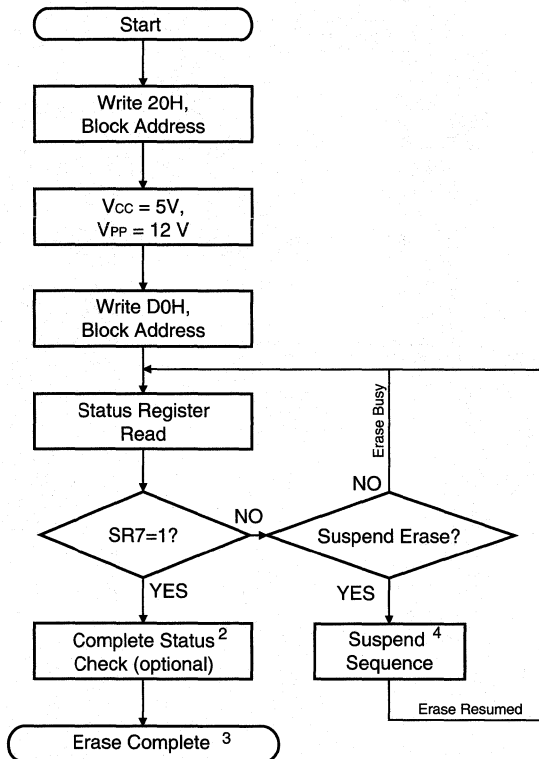 Start
Write 20H,
Block Address
VCC = 5V,
VPP = 12 V
Write D0H,
Block Address
Status Register
Read
Erase Busy
NO
SR7=1?
NO
Suspend Erase?
YES
YES
Complete Status 2
Check (optional)
Suspend 4
Sequence
Erase Resumed
Erase Complete 3